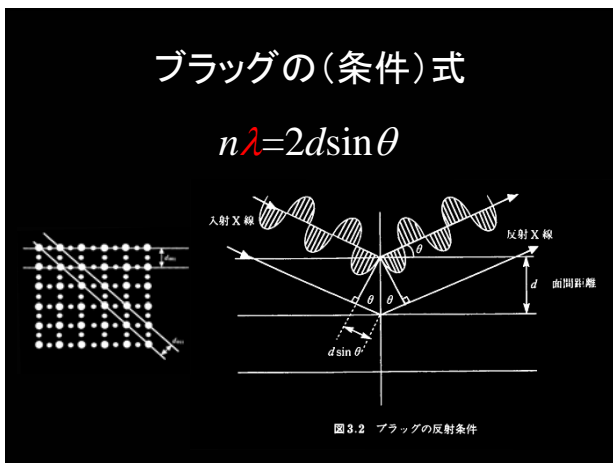 ブラッグの(条件)式
nλ=2dsinθ
入射X線
反射X線
θ
d 面間距離
θ θ
d sin θ
図3.2 ブラッグの反射条件